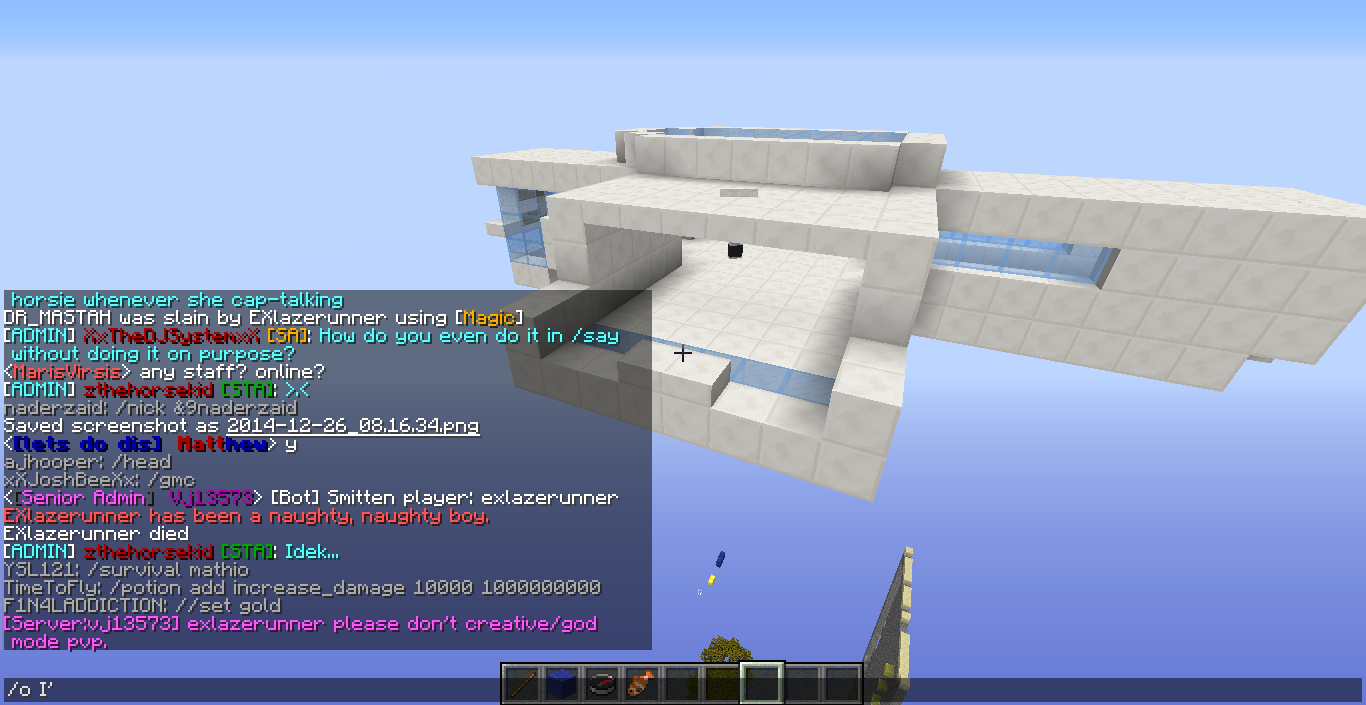 horsie whenever she cap-talking
DR_MASTAH was slain by EXlazerunner using [Magic]
[ADMIN] XxTheDJSystemxX [SA]: How do you even do it in /say
without doing it on purpose?
<MarisVirsis> any staff? online?
[ADMIN] zthehorsekid [STA]: >.<
naderzaid: /nick &9naderzaid
Saved screenshot as 2014-12-26_08.16.34.png
<[lets do dis] Matthew> y
ajhooper: /head
xXJoshBeeXx: /gmc
<[Senior Admin] Vj13573> [Bot] Smitten player: exlazerunner
EXlazerunner has been a naughty, naughty boy.
EXlazerunner died
[ADMIN] zthehorsekid [STA]: Idek...
YSL121: /survival mathio
TimeToFly: /potion add increase_damage 10000 1000000000
F1N4LADDICTION: //set gold
[Server:vj13573] exlazerunner please don't creative/god
mode pvp.
/o I'